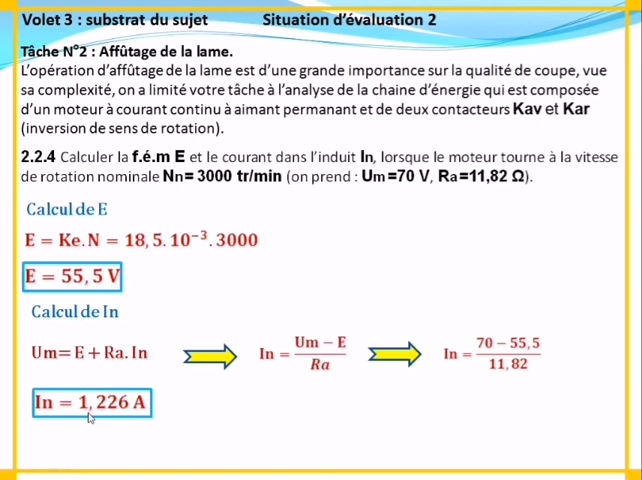 Volet 3 : substrat du sujet Situation d’évaluation 2
Tâche N°2 : Affûtage de la lame.
L’opération d’affûtage de la lame est d’une grande importance sur la qualité de coupe, vue
sa complexité, on a limité votre tâche à l’analyse de la chaine d’énergie qui est composée
d’un moteur à courant continu à aimant permanant et de deux contacteurs Kav et Kar
(inversion de sens de rotation).
2.2.4 Calculer la f.é.m E et le courant dans l’induit In, lorsque le moteur tourne à la vitesse
de rotation nominale Nn= 3000 tr/min (on prend : Um =70 V, Ra=11,82 Ω).
Calcul de E
E = Ke. N = 18, 5. 10⁻³. 3000
E = 55, 5 V
Calcul de In
Um= E + Ra. In In = (Um − E)/Ra In = (70 − 55, 5)/(11, 82)
In = 1, 226 A